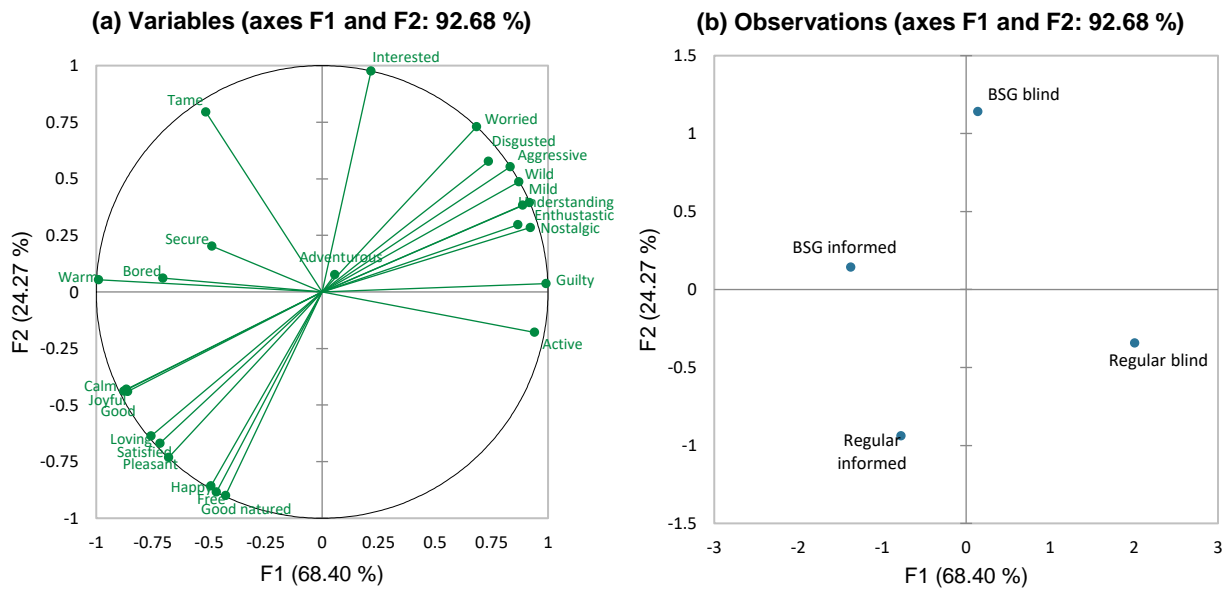 (a) Variables (axes F1 and F2: 92.68 %)
Interested
Tame
Worried
Disgusted
Aggressive
Wild
Mild
Understanding
Enthustastic
Nostalgic
Secure
Adventurous
Warm
Bored
Guilty
Active
Calm
Joyful
Good
Loving
Satisfied
Pleasant
Happy
Free
Good natured
1
0.75
0.5
0.25
0
-0.25
-0.5
-0.75
-1
-1 -0.75 -0.5 -0.25 0 0.25 0.5 0.75 1
F2 (24.27 %)
F1 (68.40 %)
(b) Observations (axes F1 and F2: 92.68 %)
BSG blind
BSG informed
Regular blind
Regular
informed
1.5
1
0.5
0
-0.5
-1
-1.5
-3 -2 -1 0 1 2 3
F2 (24.27 %)
F1 (68.40 %)